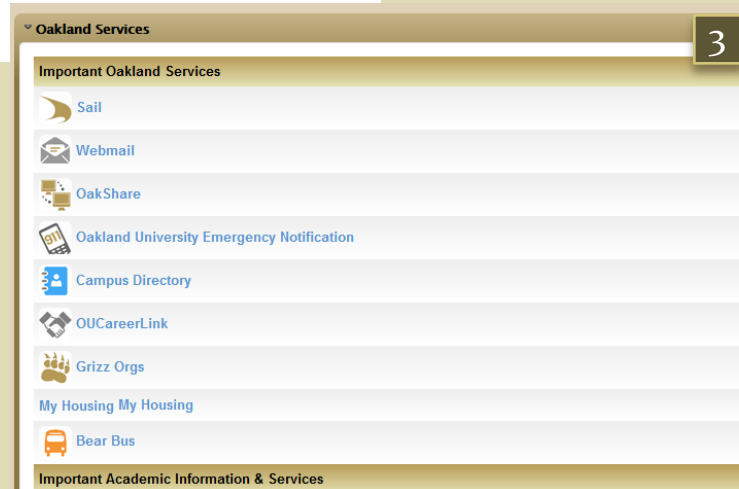 Oakland Services
3
Important Oakland Services
Sail
Webmail
OakShare
911
Oakland University Emergency Notification
Campus Directory
OUCareerLink
Grizz Orgs
My Housing My Housing
Bear Bus
Important Academic Information & Services